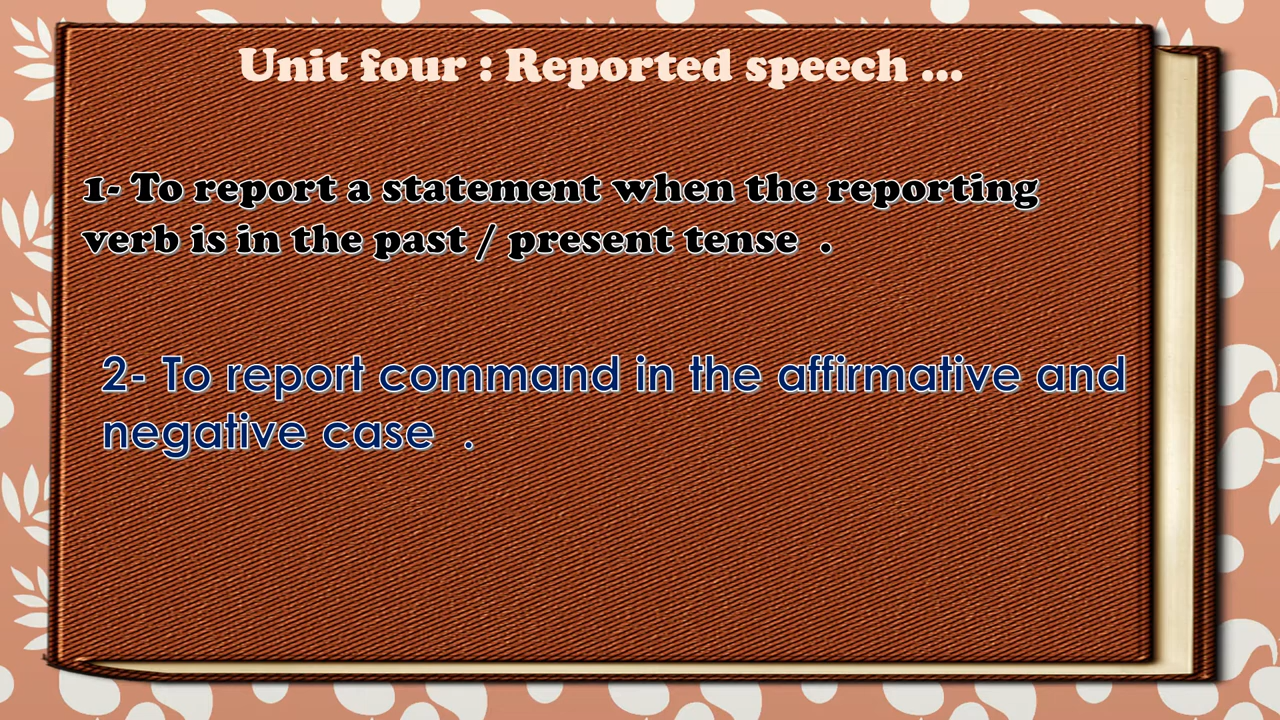 Unit four : Reported speech ...
1- To report a statement when the reporting
verb is in the past / present tense .
2- To report command in the affirmative and
negative case .